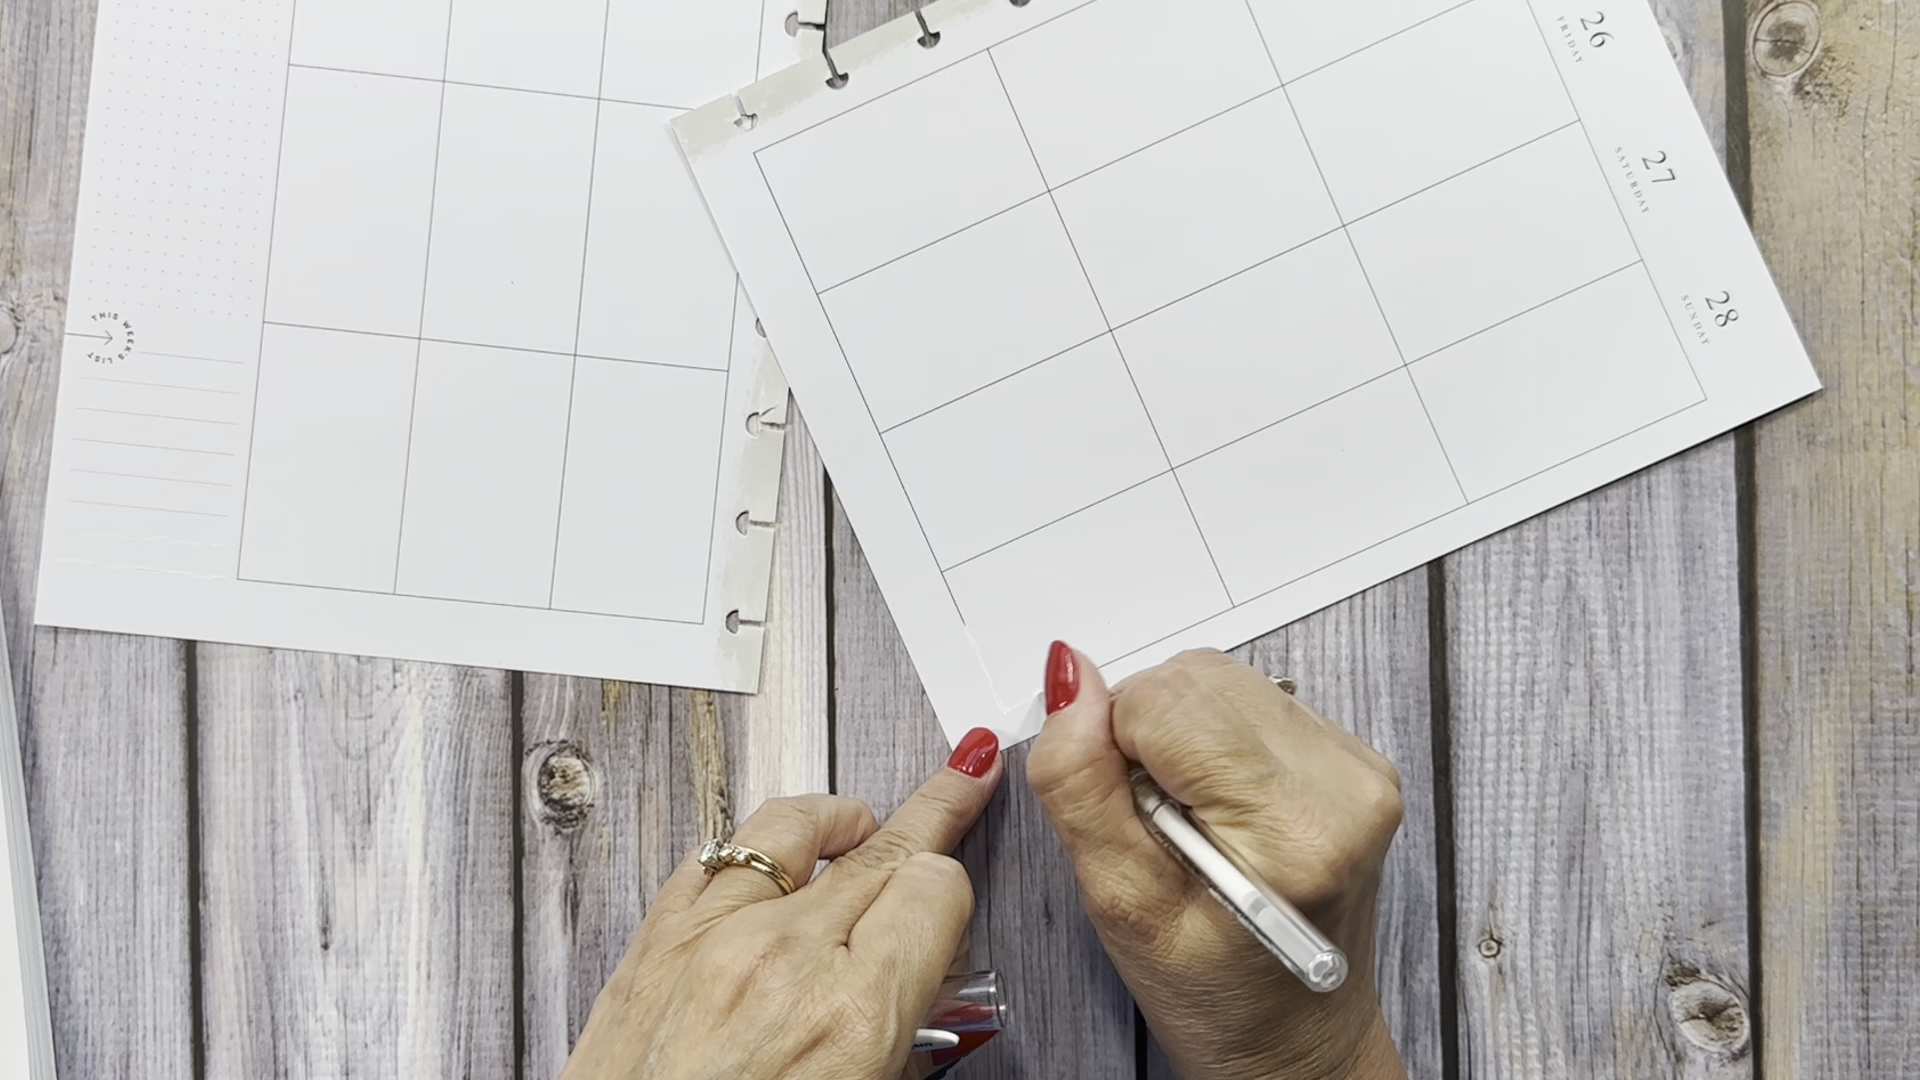 THIS WEEK'S LIST
26
FRIDAY
27
SATURDAY
28
SUNDAY